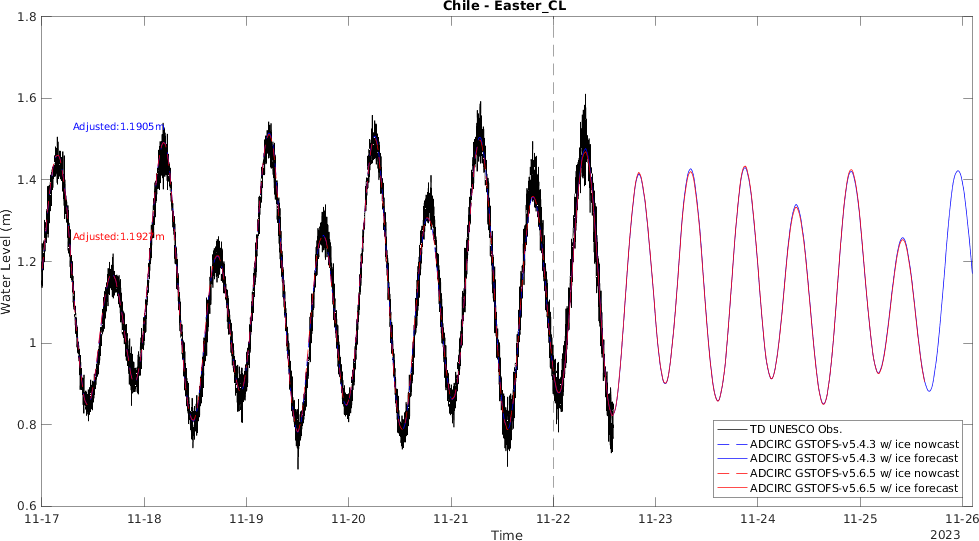 Chile - Easter_CL
1.8
1.6
1.4
1.2
1
0.8
0.6
Water Level (m)
Adjusted:1.1905m
Adjusted:1.1927m
TD UNESCO Obs.
ADCIRC GSTOFS-v5.4.3 w/ ice nowcast
ADCIRC GSTOFS-v5.4.3 w/ ice forecast
ADCIRC GSTOFS-v5.6.5 w/ ice nowcast
ADCIRC GSTOFS-v5.6.5 w/ ice forecast
11-17 11-18 11-19 11-20 11-21 11-22 11-23 11-24 11-25 11-26
Time
2023